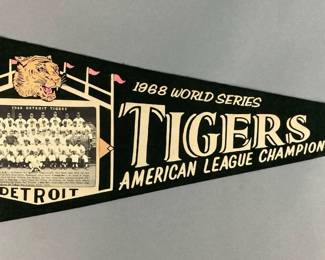 1968 WORLD SERIES
TIGERS
AMERICAN LEAGUE CHAMPION
1968 DETROIT TIGERS
DETROIT